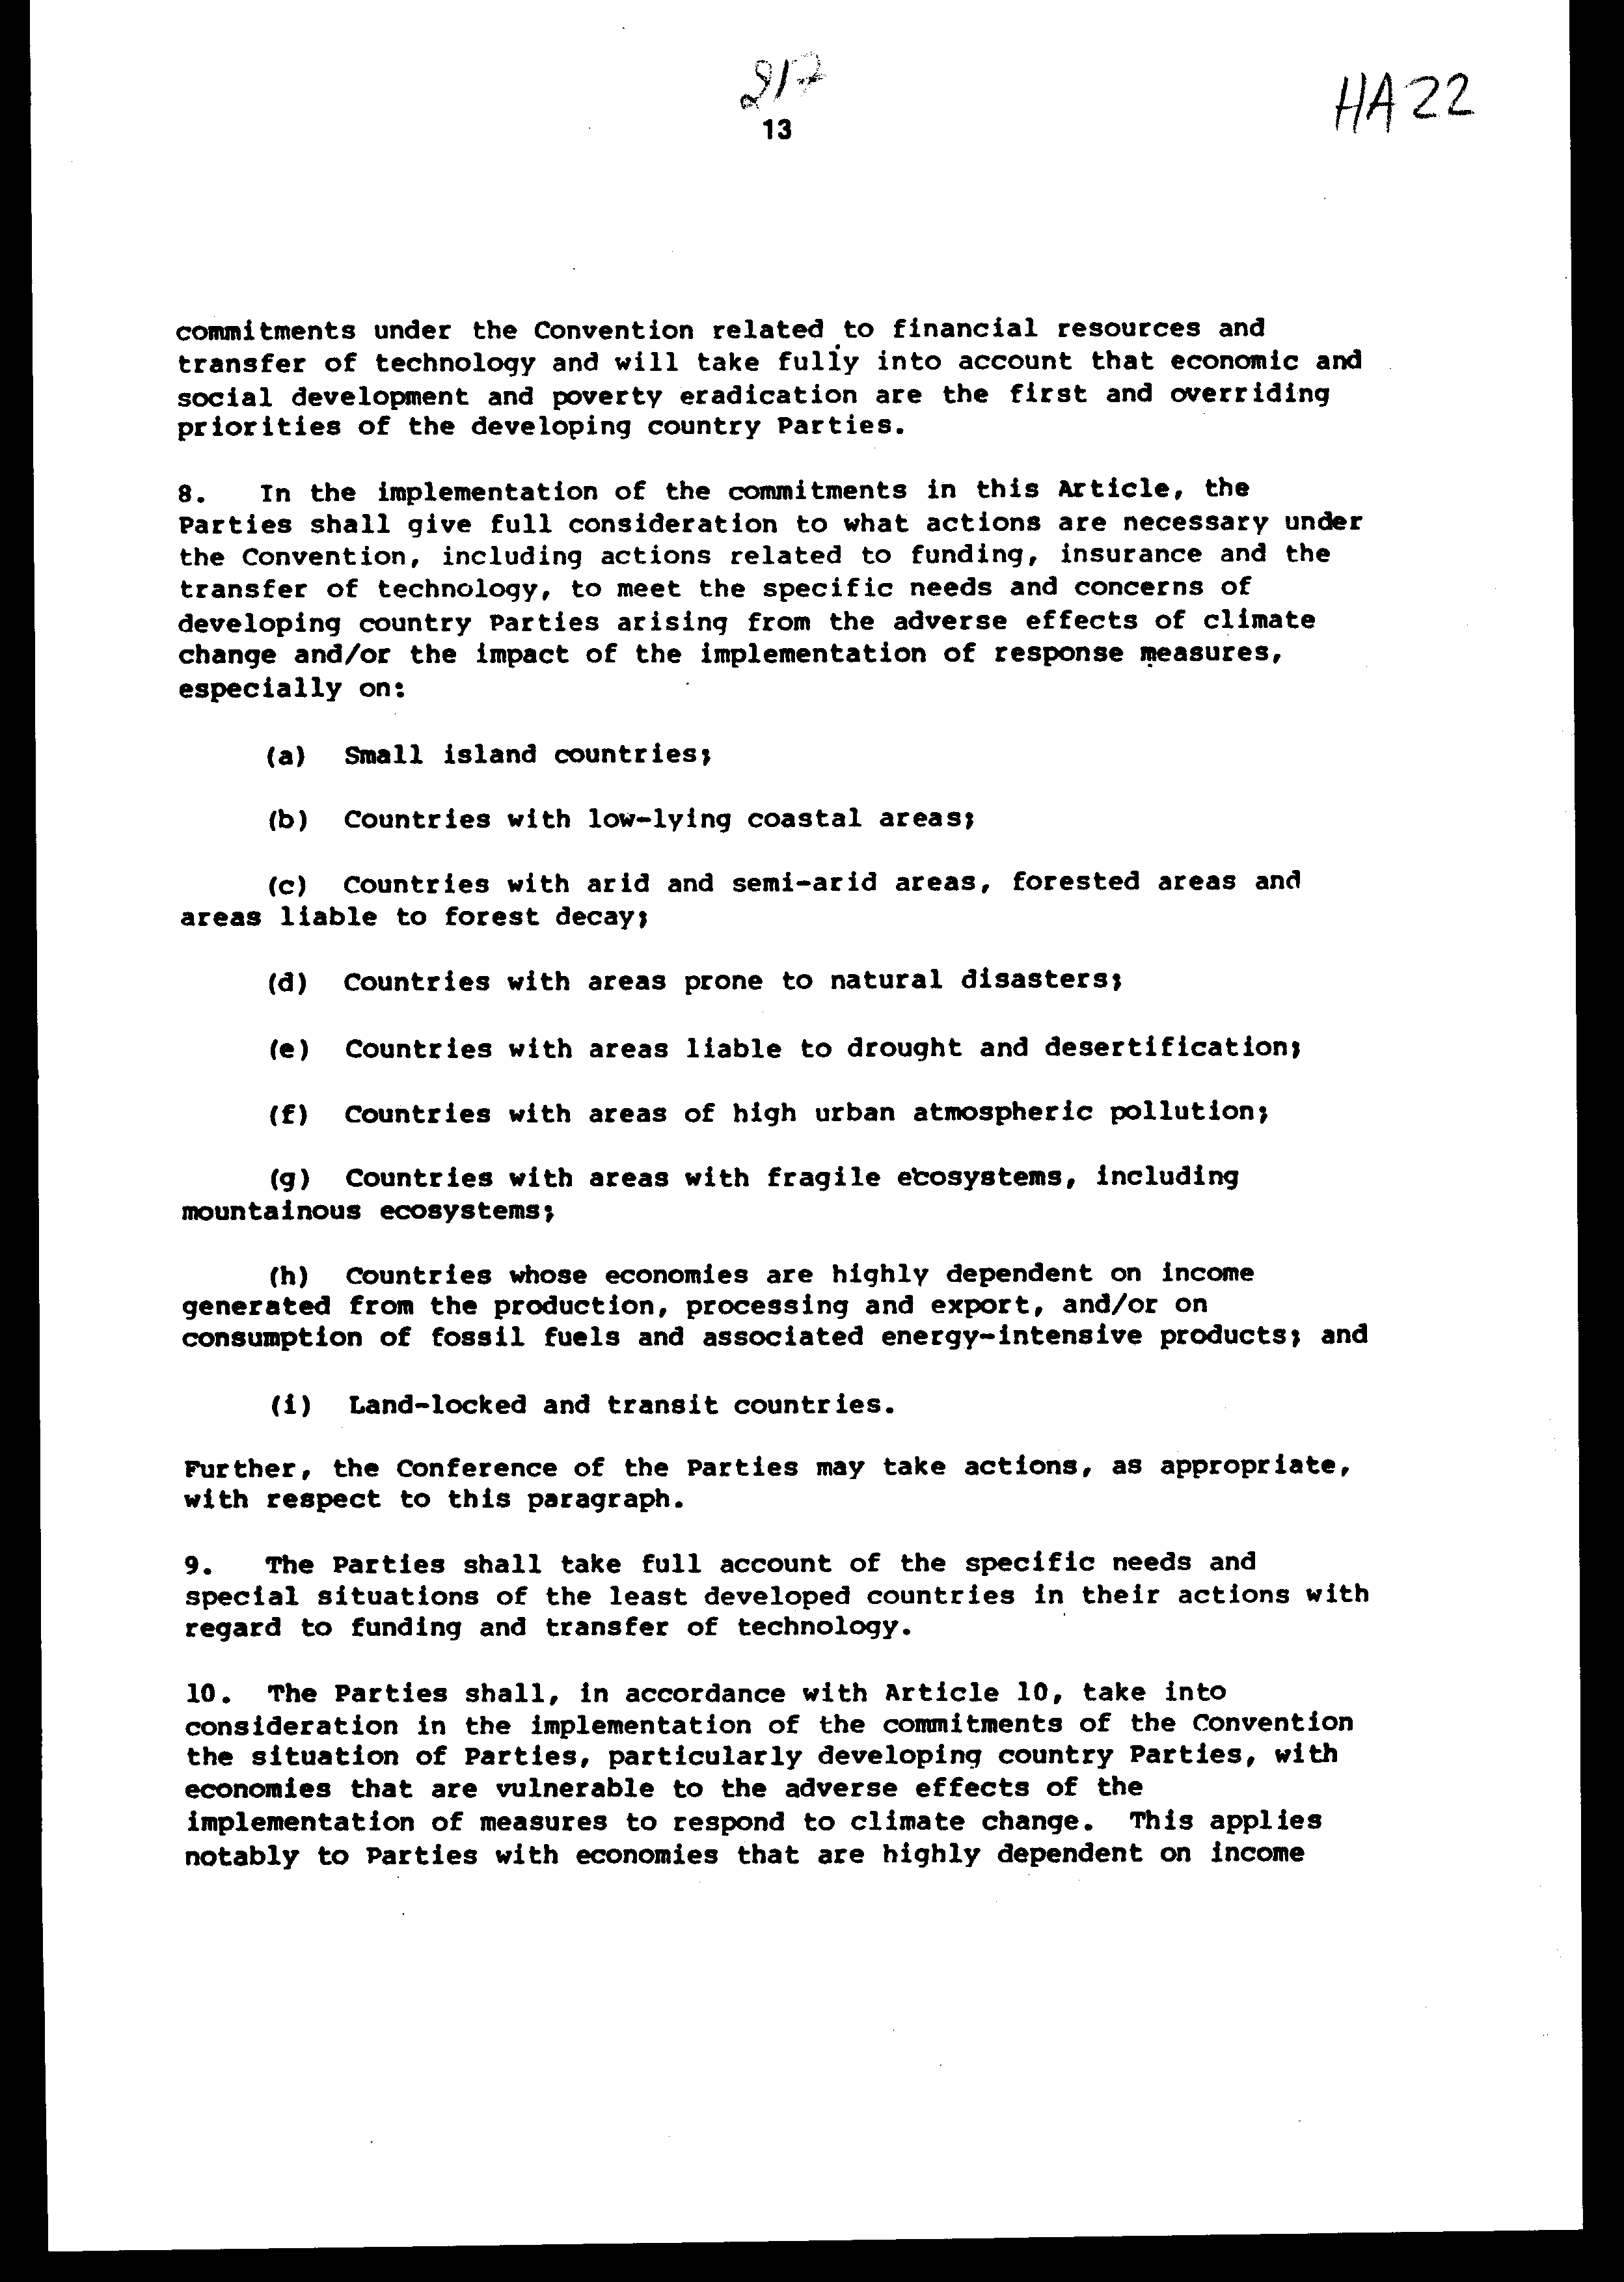 217
13
HA 22
commitments under the Convention related to financial resources and
transfer of technology and will take fully into account that economic and
social development and poverty eradication are the first and overriding
priorities of the developing country Parties.
8. In the implementation of the commitments in this Article, the
Parties shall give full consideration to what actions are necessary under
the Convention, including actions related to funding, insurance and the
transfer of technology, to meet the specific needs and concerns of
developing country Parties arising from the adverse effects of climate
change and/or the impact of the implementation of response measures,
especially on:
(a) Small island countries;
(b) Countries with low-lying coastal areas;
(c) Countries with arid and semi-arid areas, forested areas and
areas liable to forest decay;
(d) Countries with areas prone to natural disasters;
(e) Countries with areas liable to drought and desertification;
(f) Countries with areas of high urban atmospheric pollution;
(g) Countries with areas with fragile ecosystems, including
mountainous ecosystems;
(h) Countries whose economies are highly dependent on income
generated from the production, processing and export, and/or on
consumption of fossil fuels and associated energy-intensive products; and
(i) Land-locked and transit countries.
Further, the Conference of the Parties may take actions, as appropriate,
with respect to this paragraph.
9. The Parties shall take full account of the specific needs and
special situations of the least developed countries in their actions with
regard to funding and transfer of technology.
10. The Parties shall, in accordance with Article 10, take into
consideration in the implementation of the commitments of the Convention
the situation of Parties, particularly developing country Parties, with
economies that are vulnerable to the adverse effects of the
implementation of measures to respond to climate change. This applies
notably to Parties with economies that are highly dependent on income